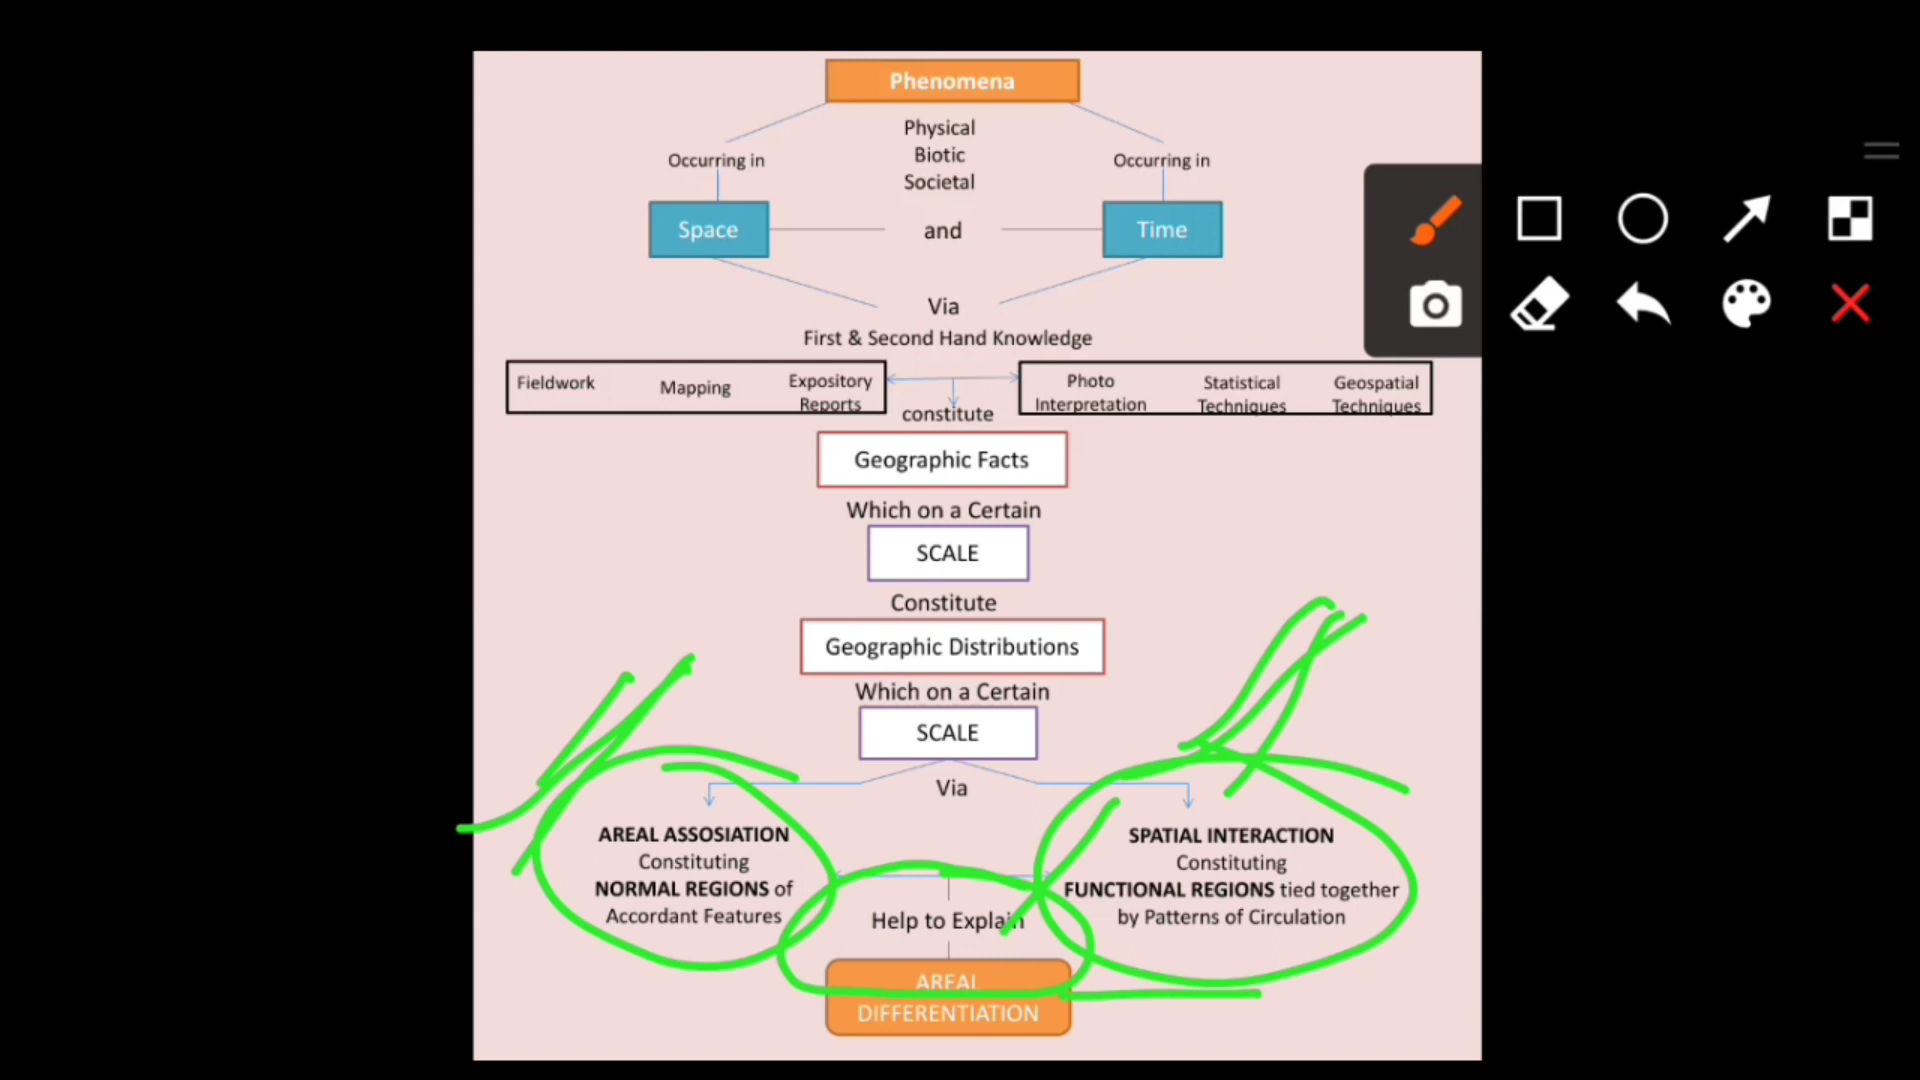 Phenomena
Physical
Biotic
Societal
Occurring in
Occurring in
Space
and
Time
Via
First & Second Hand Knowledge
Fieldwork
Mapping
Expository
Reports
Photo
Interpretation
Statistical
Techniques
Geospatial
Techniques
constitute
Geographic Facts
Which on a Certain
SCALE
Constitute
Geographic Distributions
Which on a Certain
SCALE
Via
AREAL ASSOSIATION
Constituting
NORMAL REGIONS of
Accordant Features
SPATIAL INTERACTION
Constituting
FUNCTIONAL REGIONS tied together
by Patterns of Circulation
Help to Explain
AREAL
DIFFERENTIATION